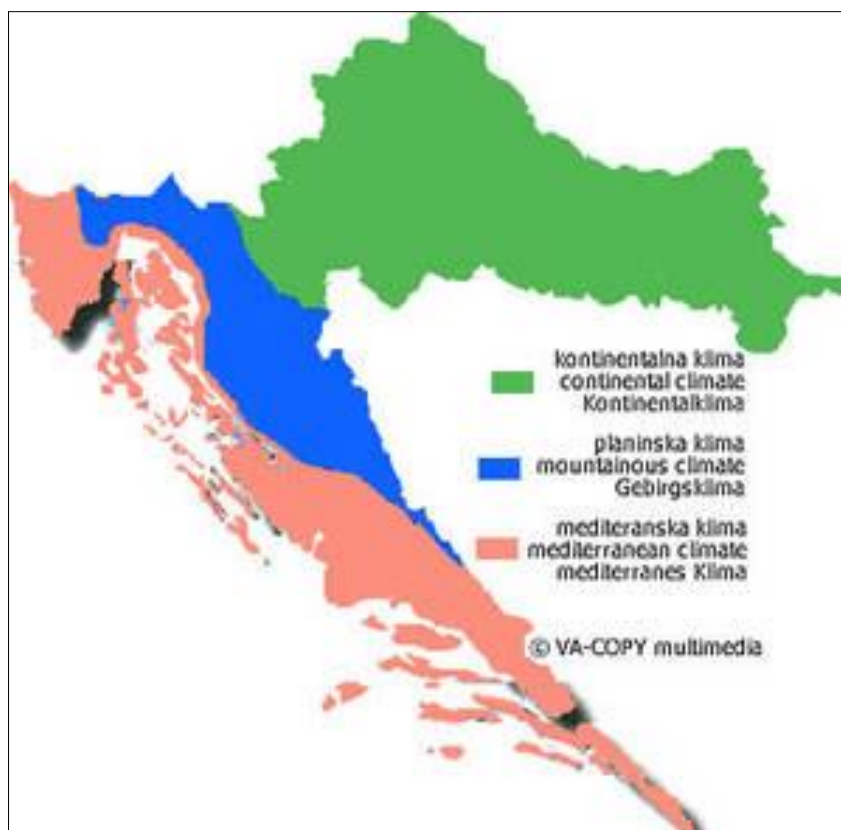 kontinentalna klima
continental climate
Kontinentalklima
planinska klima
mountainous climate
Gebirgsklima
mediteranska klima
mediterranean climate
mediterranes Klima
© VA-COPY multimedia